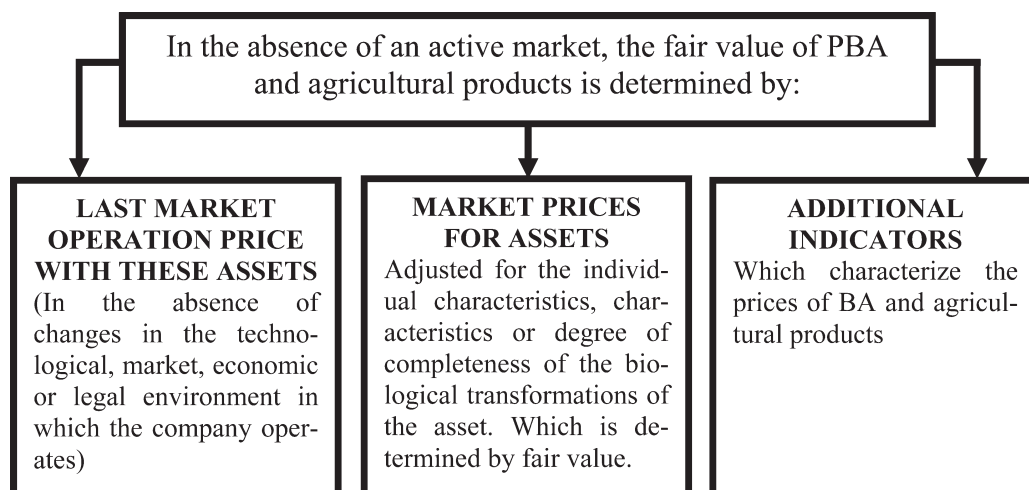 In the absence of an active market, the fair value of PBA
and agricultural products is determined by:
LAST MARKET
OPERATION PRICE
WITH THESE ASSETS
(In the absence of
changes in the techno-
logical, market, economic
or legal environment in
which the company oper-
ates)
MARKET PRICES
FOR ASSETS
Adjusted for the individ-
ual characteristics, char-
acteristics or degree of
completeness of the bio-
logical transformations of
the asset. Which is de-
termined by fair value.
ADDITIONAL
INDICATORS
Which characterize the
prices of BA and agricul-
tural products